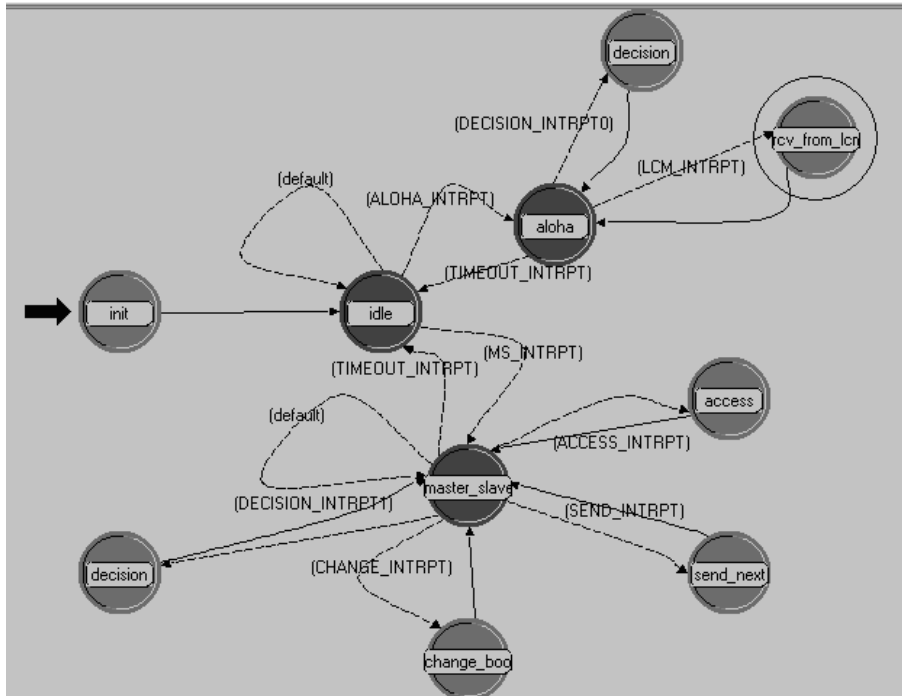 decision
(DECISION_INTRPT0)
rcv_from_lcm
(LCM_INTRPT)
(default)
(ALOHA_INTRPT)
aloha
(TIMEOUT_INTRPT)
init
idle
(MS_INTRPT)
(TIMEOUT_INTRPT)
access
(default)
(ACCESS_INTRPT)
master_slave
(DECISION_INTRPT1)
(SEND_INTRPT)
(CHANGE_INTRPT)
decision
send_next
change_boo